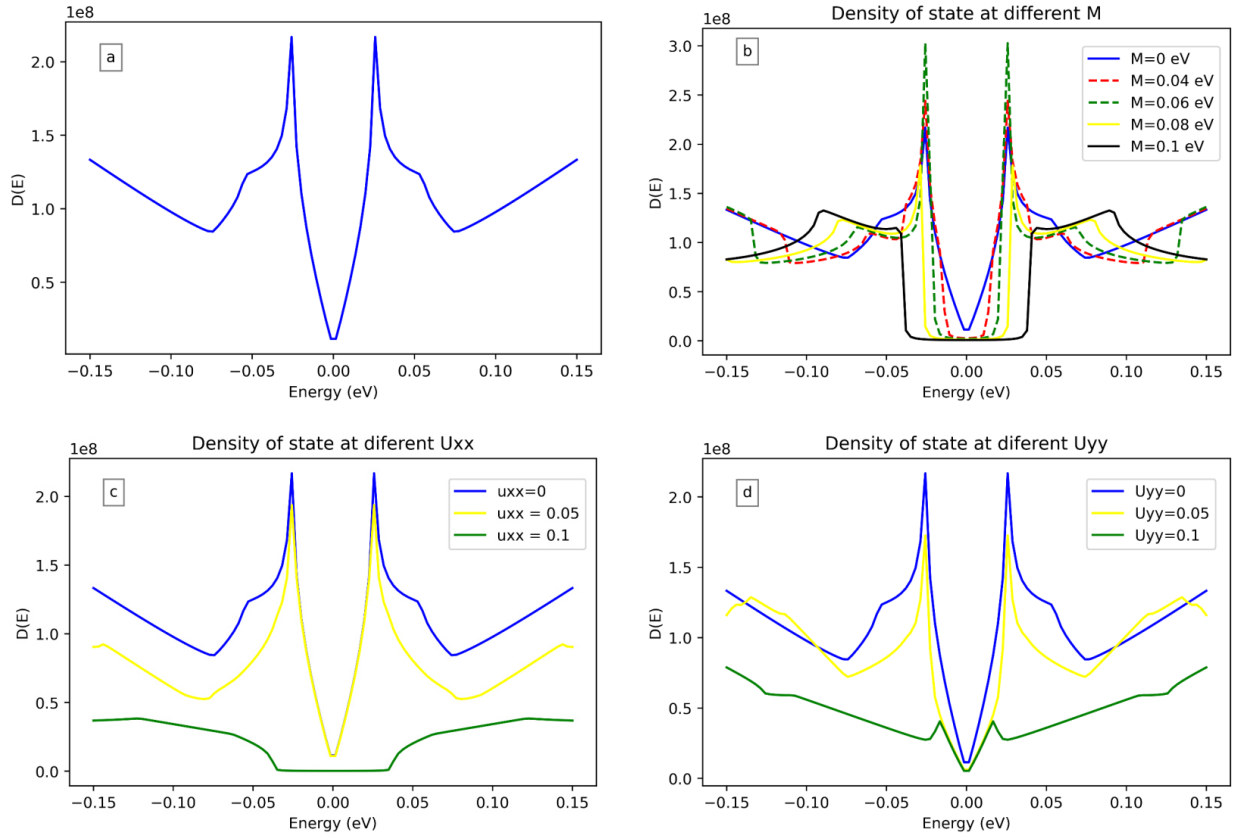 1e8
a
2.0
1.5
1.0
0.5
D(E)
−0.15 −0.10 −0.05 0.00 0.05 0.10 0.15
Energy (eV)
Density of state at different M
1e8
b
M=0 eV
M=0.04 eV
M=0.06 eV
M=0.08 eV
M=0.1 eV
3.0
2.5
2.0
1.5
1.0
0.5
0.0
D(E)
−0.15 −0.10 −0.05 0.00 0.05 0.10 0.15
Energy (eV)
Density of state at diferent Uxx
1e8
c
uxx=0
uxx = 0.05
uxx = 0.1
2.0
1.5
1.0
0.5
0.0
D(E)
−0.15 −0.10 −0.05 0.00 0.05 0.10 0.15
Energy (eV)
Density of state at diferent Uyy
1e8
d
Uyy=0
Uyy=0.05
Uyy=0.1
2.0
1.5
1.0
0.5
0.0
D(E)
−0.15 −0.10 −0.05 0.00 0.05 0.10 0.15
Energy (eV)